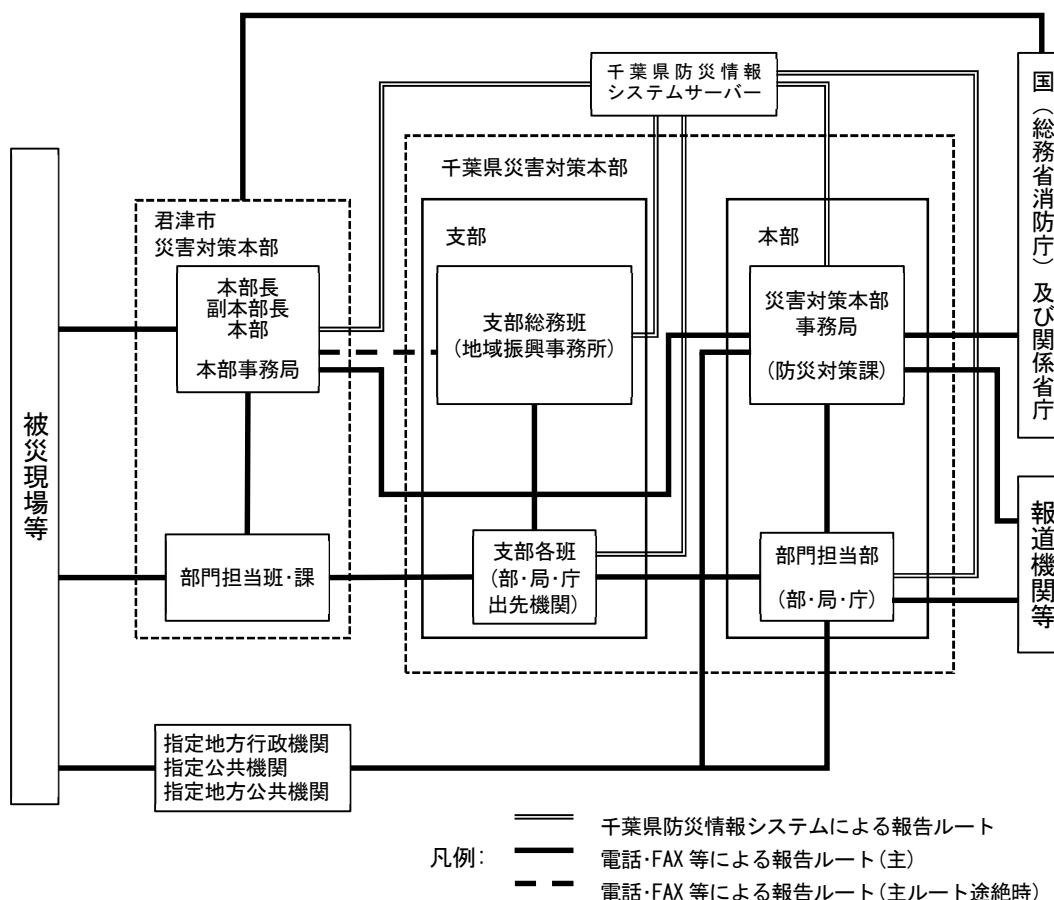 千葉県防災情報
システムサーバー
国（総務省消防庁）及び関係省庁
千葉県災害対策本部
君津市
災害対策本部
支部
本部
本部長
副本部長
本部
本部事務局
支部総務班
(地域振興事務所)
災害対策本部
事務局
(防災対策課)
被災現場等
報道機関等
部門担当班・課
支部各班
(部・局・庁
出先機関)
部門担当部
(部・局・庁)
指定地方行政機関
指定公共機関
指定地方公共機関
凡例：
千葉県防災情報システムによる報告ルート
電話・FAX 等による報告ルート(主)
電話・FAX 等による報告ルート(主ルート途絶時)